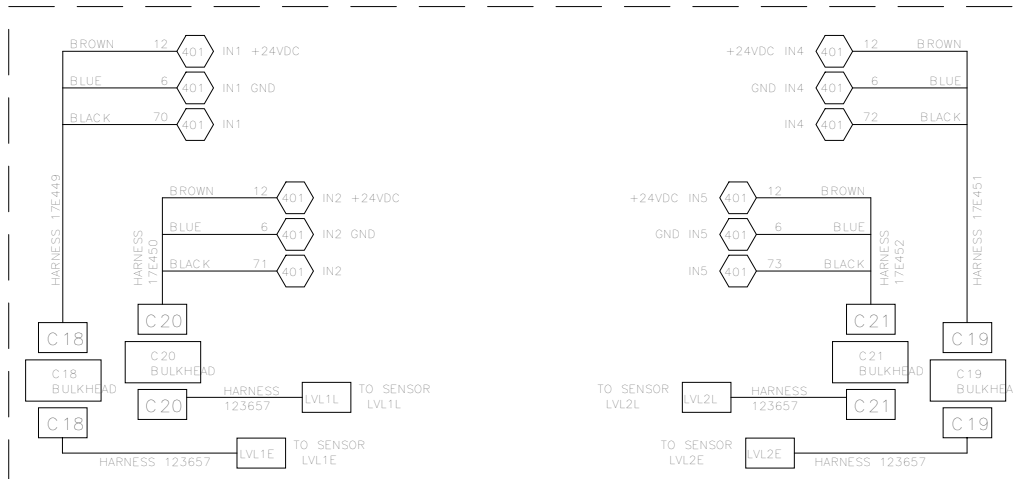 BROWN 12 401 IN1 +24VDC
BLUE 6 401 IN1 GND
BLACK 70 401 IN1
HARNESS 17E449
BROWN 12 401 IN2 +24VDC
BLUE 6 401 IN2 GND
BLACK 71 401 IN2
HARNESS
17E450
C18
C20
C18
BULKHEAD
C20
BULKHEAD
C18
C20
HARNESS
123657
LVL1L
TO SENSOR
LVL1L
HARNESS 123657
LVL1E
TO SENSOR
LVL1E
+24VDC IN4 401 12 BROWN
GND IN4 401 6 BLUE
IN4 401 72 BLACK
HARNESS 17E451
+24VDC IN5 401 12 BROWN
GND IN5 401 6 BLUE
IN5 401 73 BLACK
HARNESS
17E452
C21
C19
C21
BULKHEAD
C19
BULKHEA
TO SENSOR
LVL2L
LVL2L
HARNESS
123657
C21
C19
TO SENSOR
LVL2E
LVL2E
HARNESS 123657